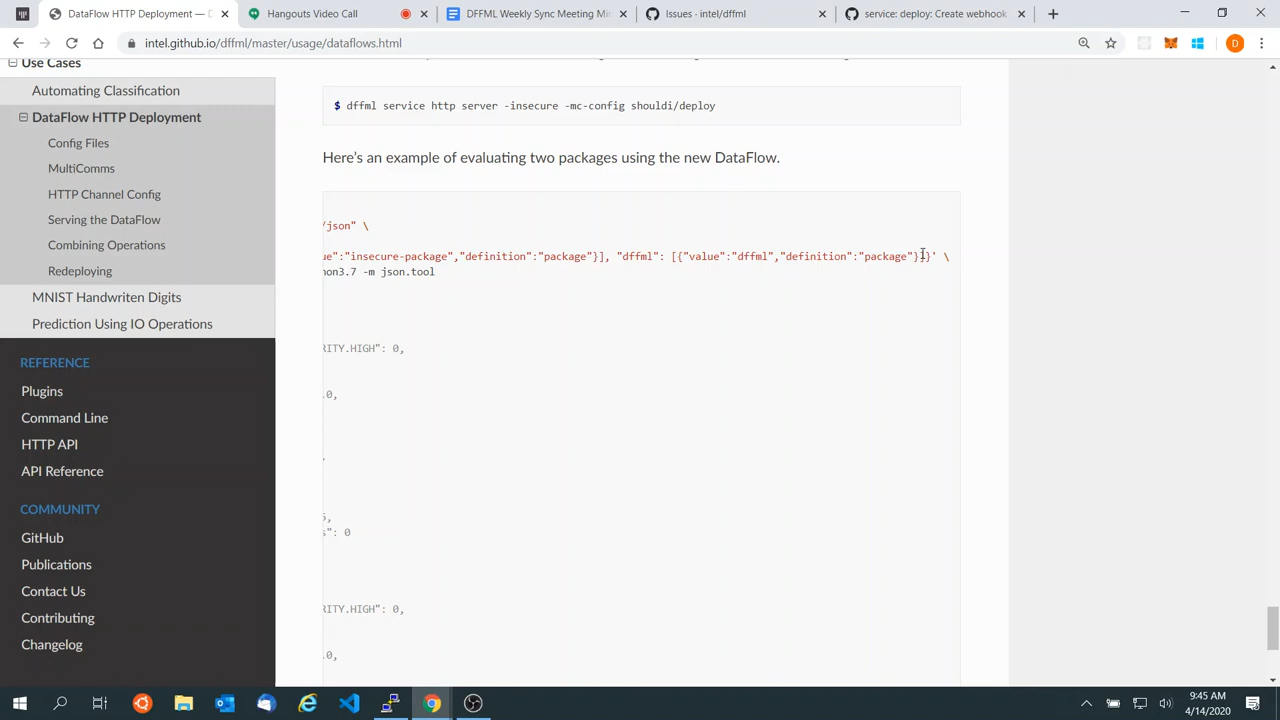 DataFlow HTTP Deployment — D
Hangouts Video Call
DFFML Weekly Sync Meeting Min
Issues · intel/dffml
service: deploy: Create webhook
intel.github.io/dffml/master/usage/dataflows.html
D
Use Cases
Automating Classification
DataFlow HTTP Deployment
Config Files
MultiComms
HTTP Channel Config
Serving the DataFlow
Combining Operations
Redeploying
MNIST Handwriten Digits
Prediction Using IO Operations
REFERENCE
Plugins
Command Line
HTTP API
API Reference
COMMUNITY
GitHub
Publications
Contact Us
Contributing
Changelog
$ dffml service http server -insecure -mc-config shouldi/deploy
Here's an example of evaluating two packages using the new DataFlow.
/json" \
ue":"insecure-package","definition":"package"}], "dffml": [{"value":"dffml","definition":"package"}]}' \
hon3.7 -m json.tool
RITY.HIGH": 0,
.0,
,
s": 0
RITY.HIGH": 0,
.0,
9:45 AM
4/14/2020